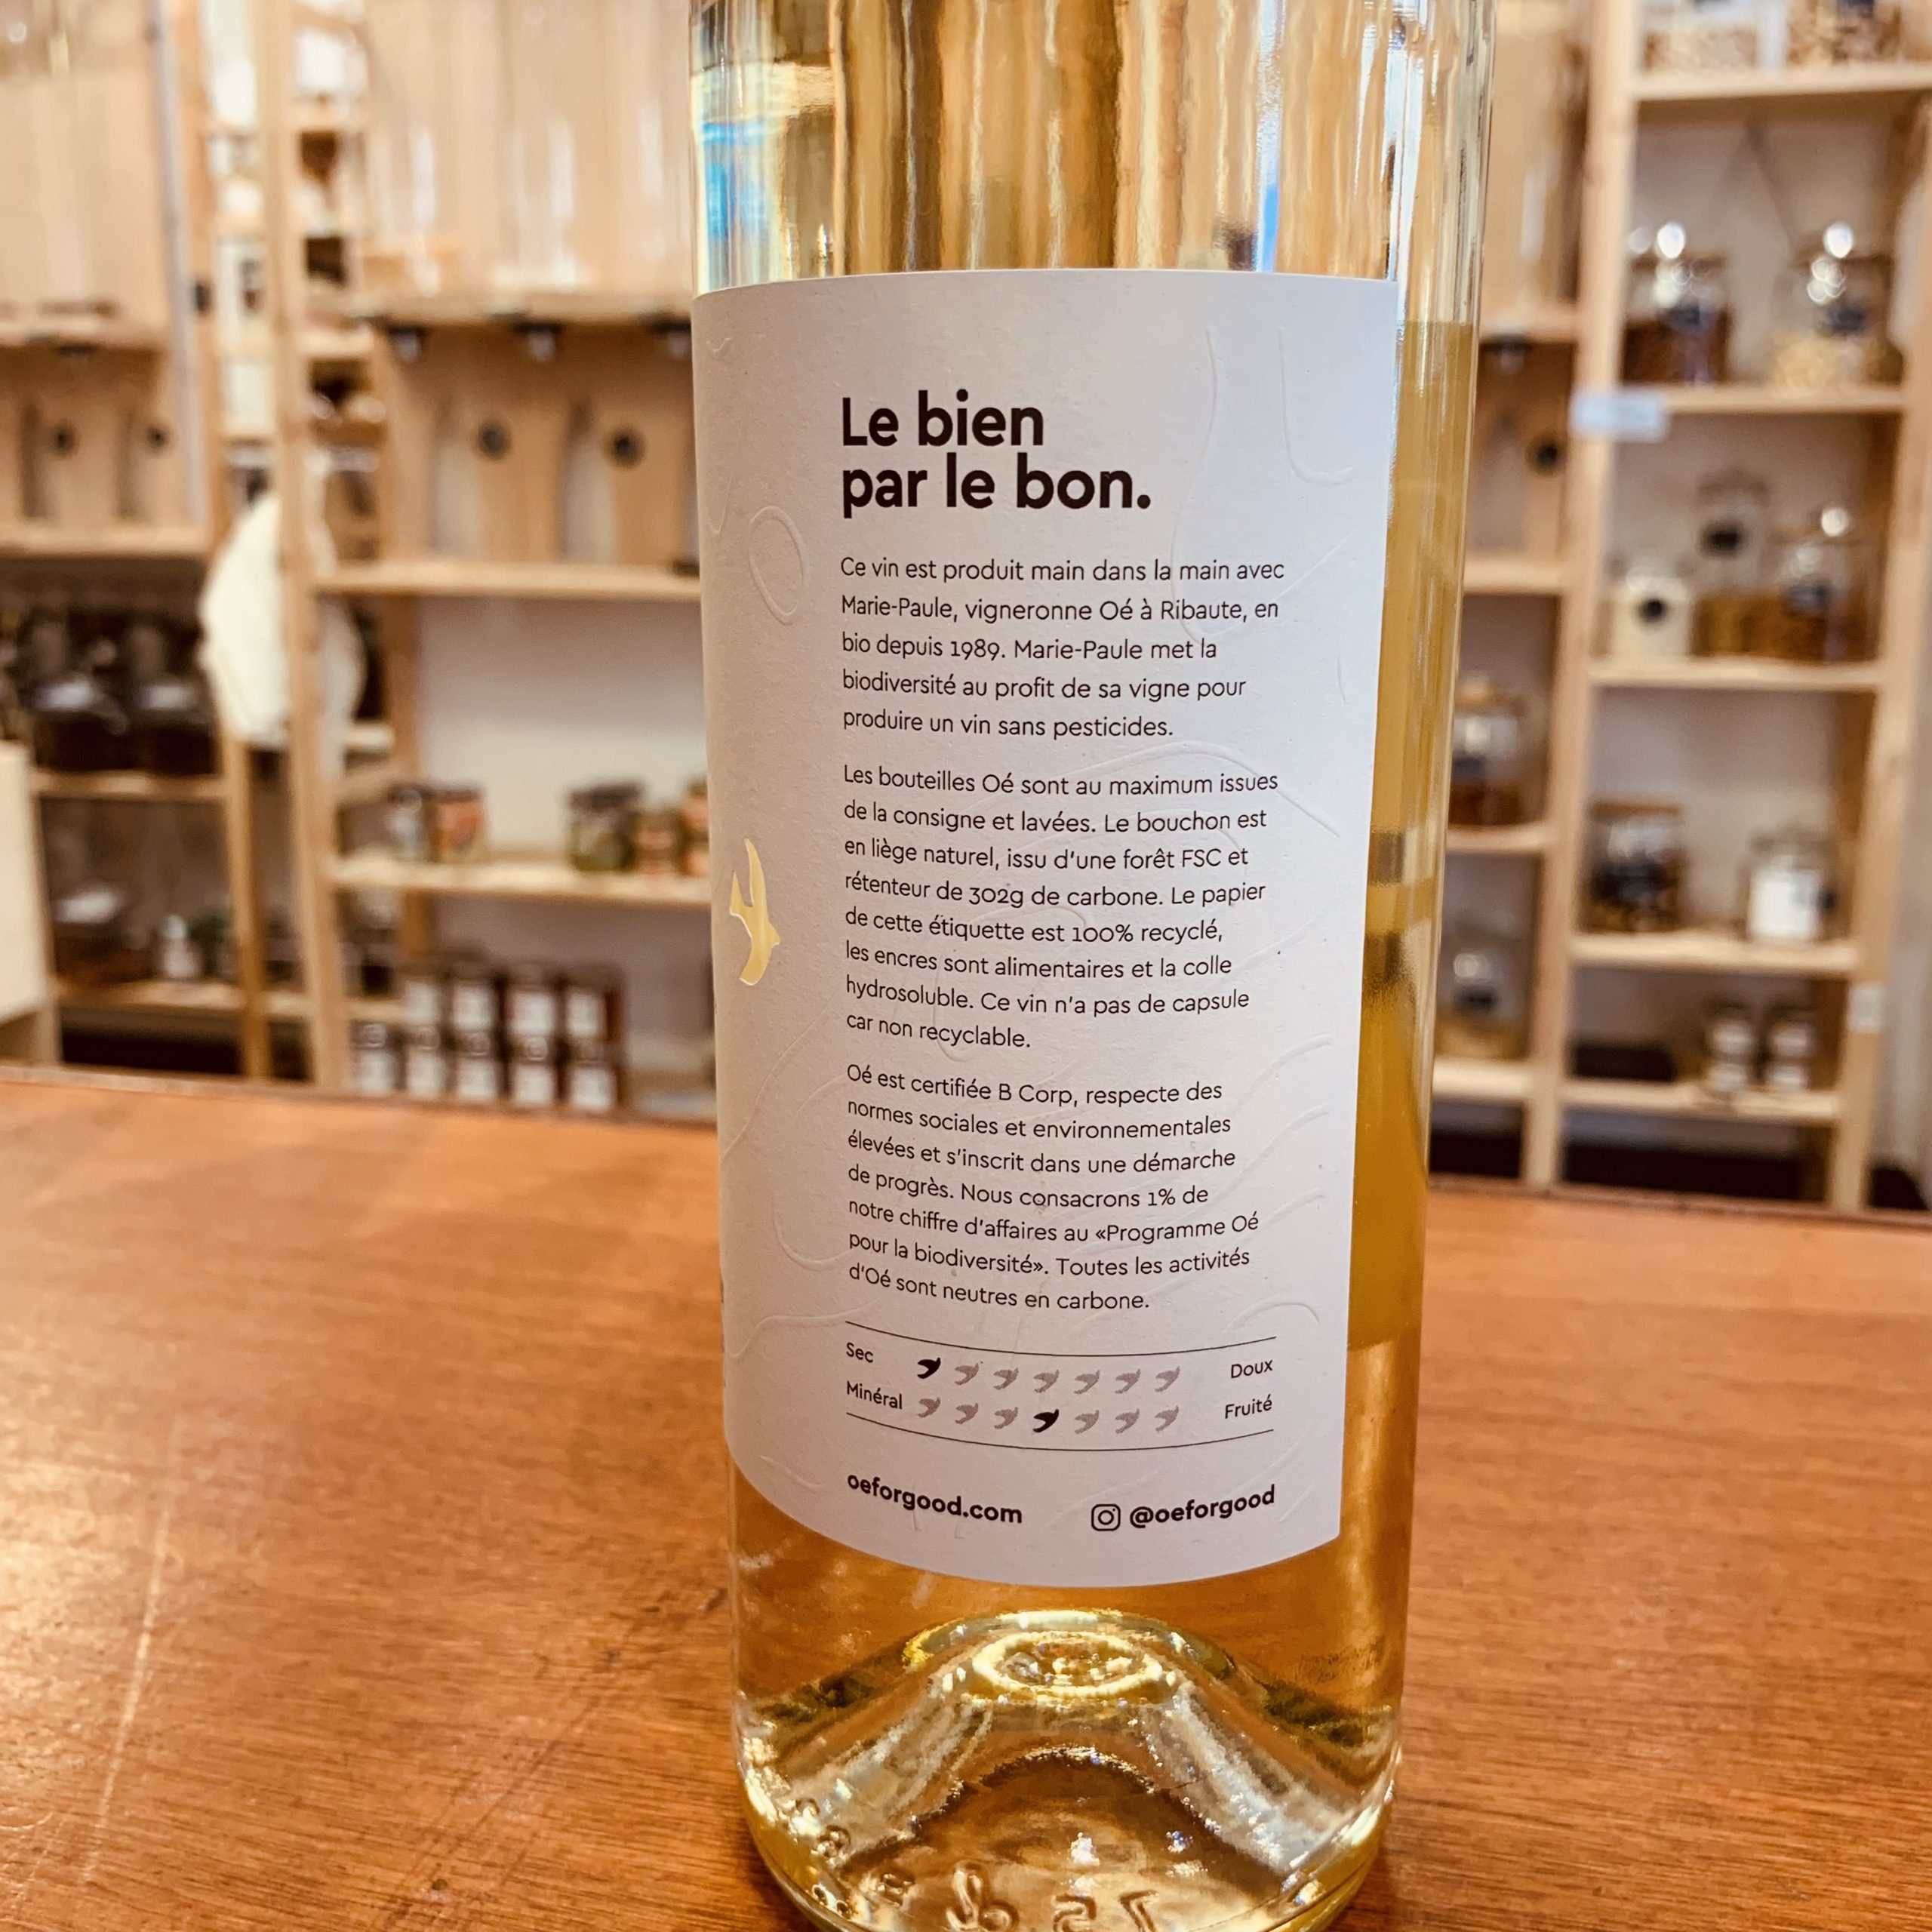 Le bien
par le bon.
Ce vin est produit main dans la main avec
Marie-Paule, vigneronne Oé à Ribaute, en
bio depuis 1989. Marie-Paule met la
biodiversité au profit de sa vigne pour
produire un vin sans pesticides.
Les bouteilles Oé sont au maximum issues
de la consigne et lavées. Le bouchon est
en liège naturel, issu d'une forêt FSC et
rétenteur de 302g de carbone. Le papier
de cette étiquette est 100% recyclé,
les encres sont alimentaires et la colle
hydrosoluble. Ce vin n'a pas de capsule
car non recyclable.
Oé est certifiée B Corp, respecte des
normes sociales et environnementales
élevées et s'inscrit dans une démarche
de progrès. Nous consacrons 1% de
notre chiffre d'affaires au «Programme Oé
pour la biodiversité». Toutes les activités
d'Oé sont neutres en carbone.
Sec Doux
Minéral Fruité
oeforgood.com @oeforgood